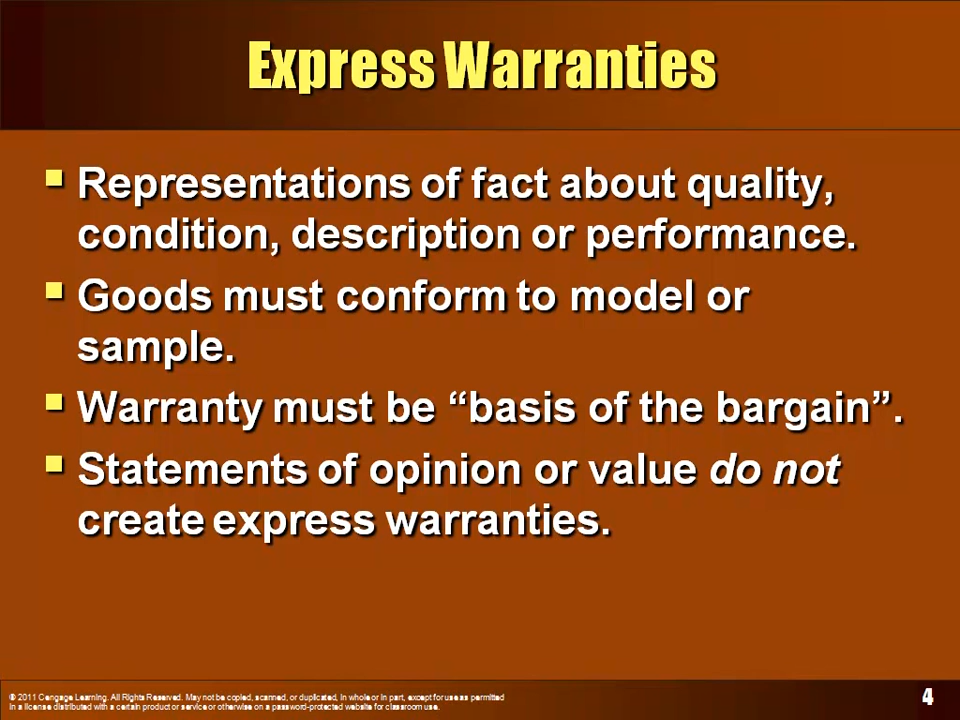 Express Warranties
▪ Representations of fact about quality,
condition, description or performance.
▪ Goods must conform to model or
sample.
▪ Warranty must be “basis of the bargain”.
▪ Statements of opinion or value do not
create express warranties.
© 2011 Cengage Learning. All Rights Reserved. May not be copied, scanned, or duplicated, in whole or in part, except for use as permitted
in a license distributed with a certain product or service or otherwise on a password-protected website for classroom use.
4